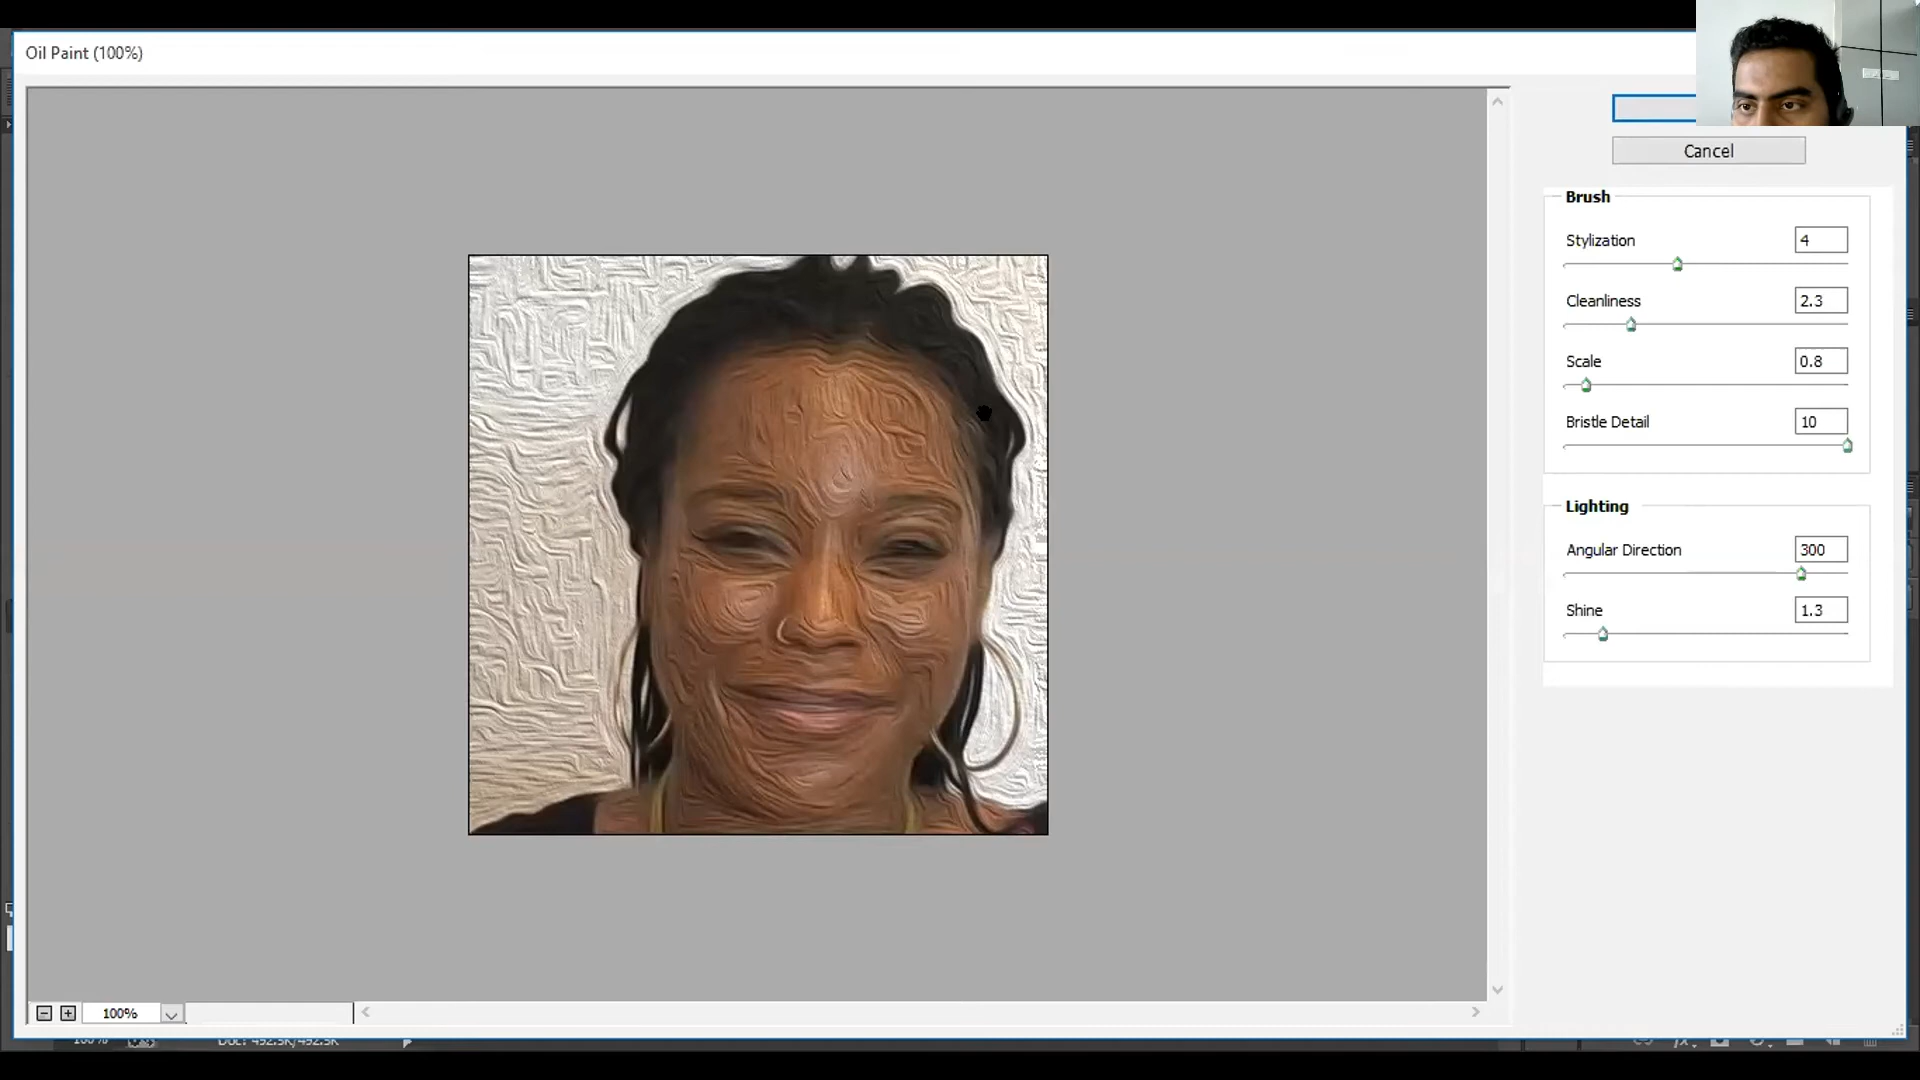 Oil Paint (100%)
Cancel
Brush
Stylization 4
Cleanliness 2.3
Scale 0.8
Bristle Detail 10
Lighting
Angular Direction 300
Shine 1.3
100%